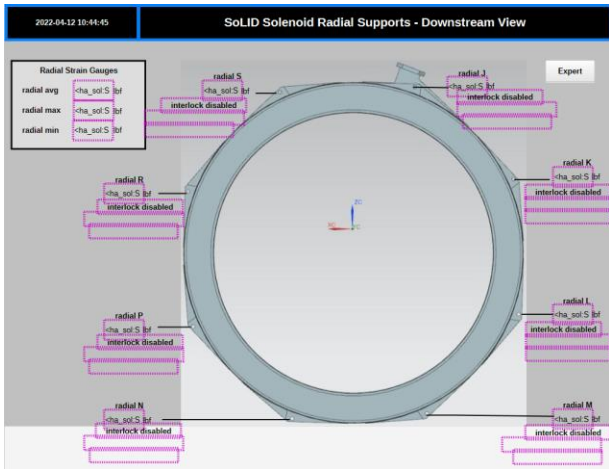 2022-04-12 10:44:45
SoLID Solenoid Radial Supports - Downstream View
Radial Strain Gauges
radial avg <ha_sol:S lbf
radial max <ha_sol:S lbf
radial min <ha_sol:S lbf
Expert
radial S
<ha_sol:S lbf
interlock disabled
radial J
<ha_sol:S lbf
interlock disabled
radial R
<ha_sol:S lbf
interlock disabled
radial K
<ha_sol:S lbf
interlock disabled
radial P
<ha_sol:S lbf
interlock disabled
radial L
<ha_sol:S lbf
interlock disabled
radial N
<ha_sol:S lbf
interlock disabled
radial M
<ha_sol:S lbf
interlock disabled